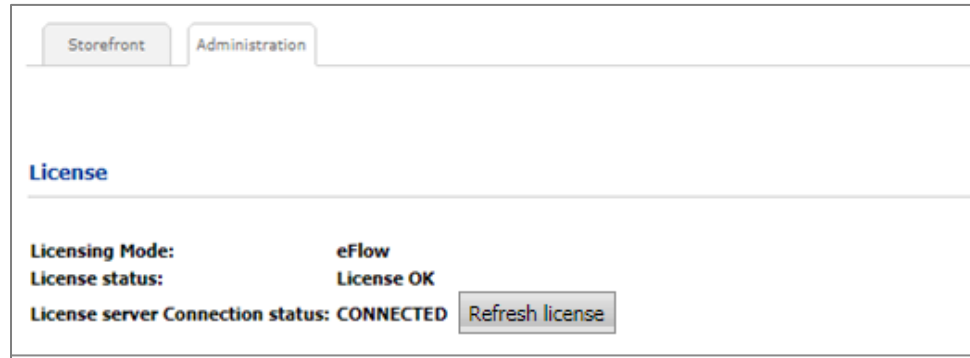 Storefront Administration
License
Licensing Mode: eFlow
License status: License OK
License server Connection status: CONNECTED Refresh license